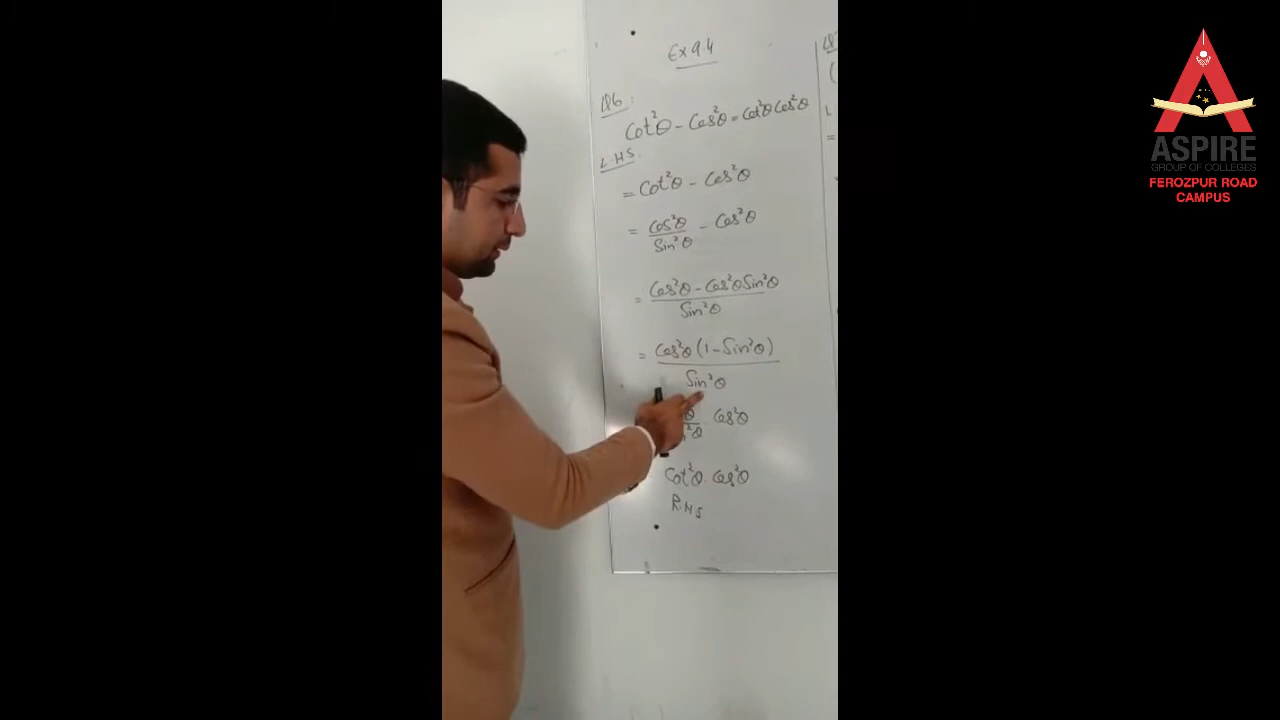 Ex 9.4
Q6:
Cot²θ - Cos²θ = Cot²θ Cos²θ
L.H.S.
= Cot²θ - Cos²θ
= Cos²θ / Sin²θ - Cos²θ
= Cos²θ - Cos²θ Sin²θ / Sin²θ
= Cos²θ (1 - Sin²θ) / Sin²θ
. Cos²θ
Cot²θ . Cos²θ
R.H.S
ASPIRE
GROUP OF COLLEGES
FEROZPUR ROAD
CAMPUS